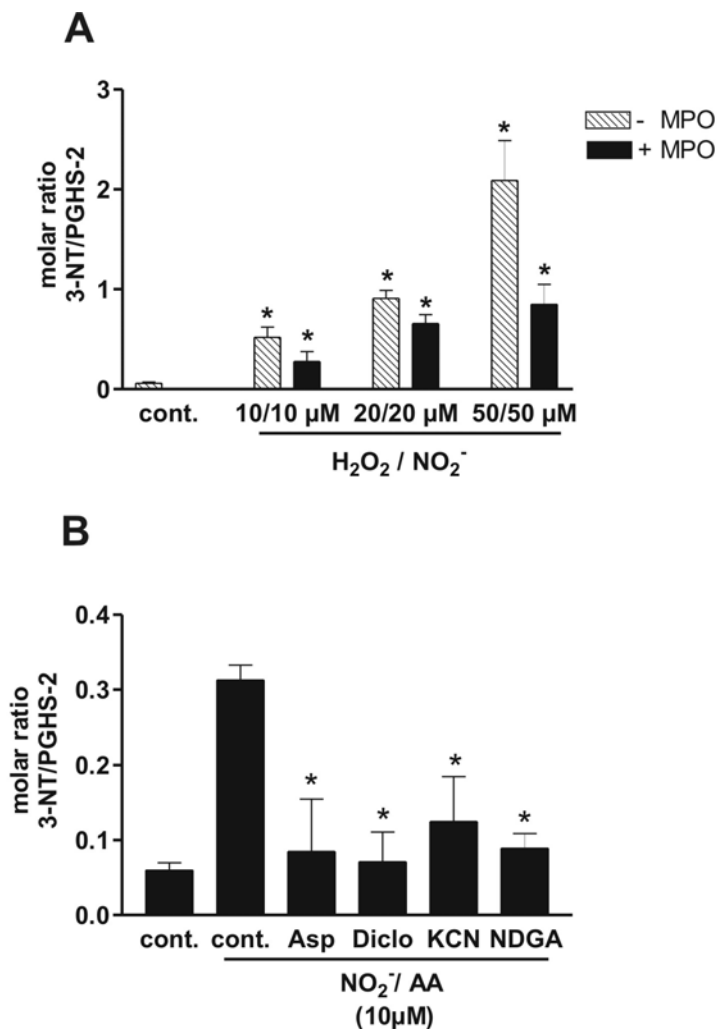 A
molar ratio
3-NT/PGHS-2
3
2
1
0
- MPO
+ MPO
*
*
*
*
*
*
cont.
10/10 µM
20/20 µM
50/50 µM
H₂O₂ / NO₂⁻
B
molar ratio
3-NT/PGHS-2
0.4
0.3
0.2
0.1
0.0
*
*
*
*
cont.
cont.
Asp
Diclo
KCN
NDGA
NO₂⁻/ AA
(10µM)